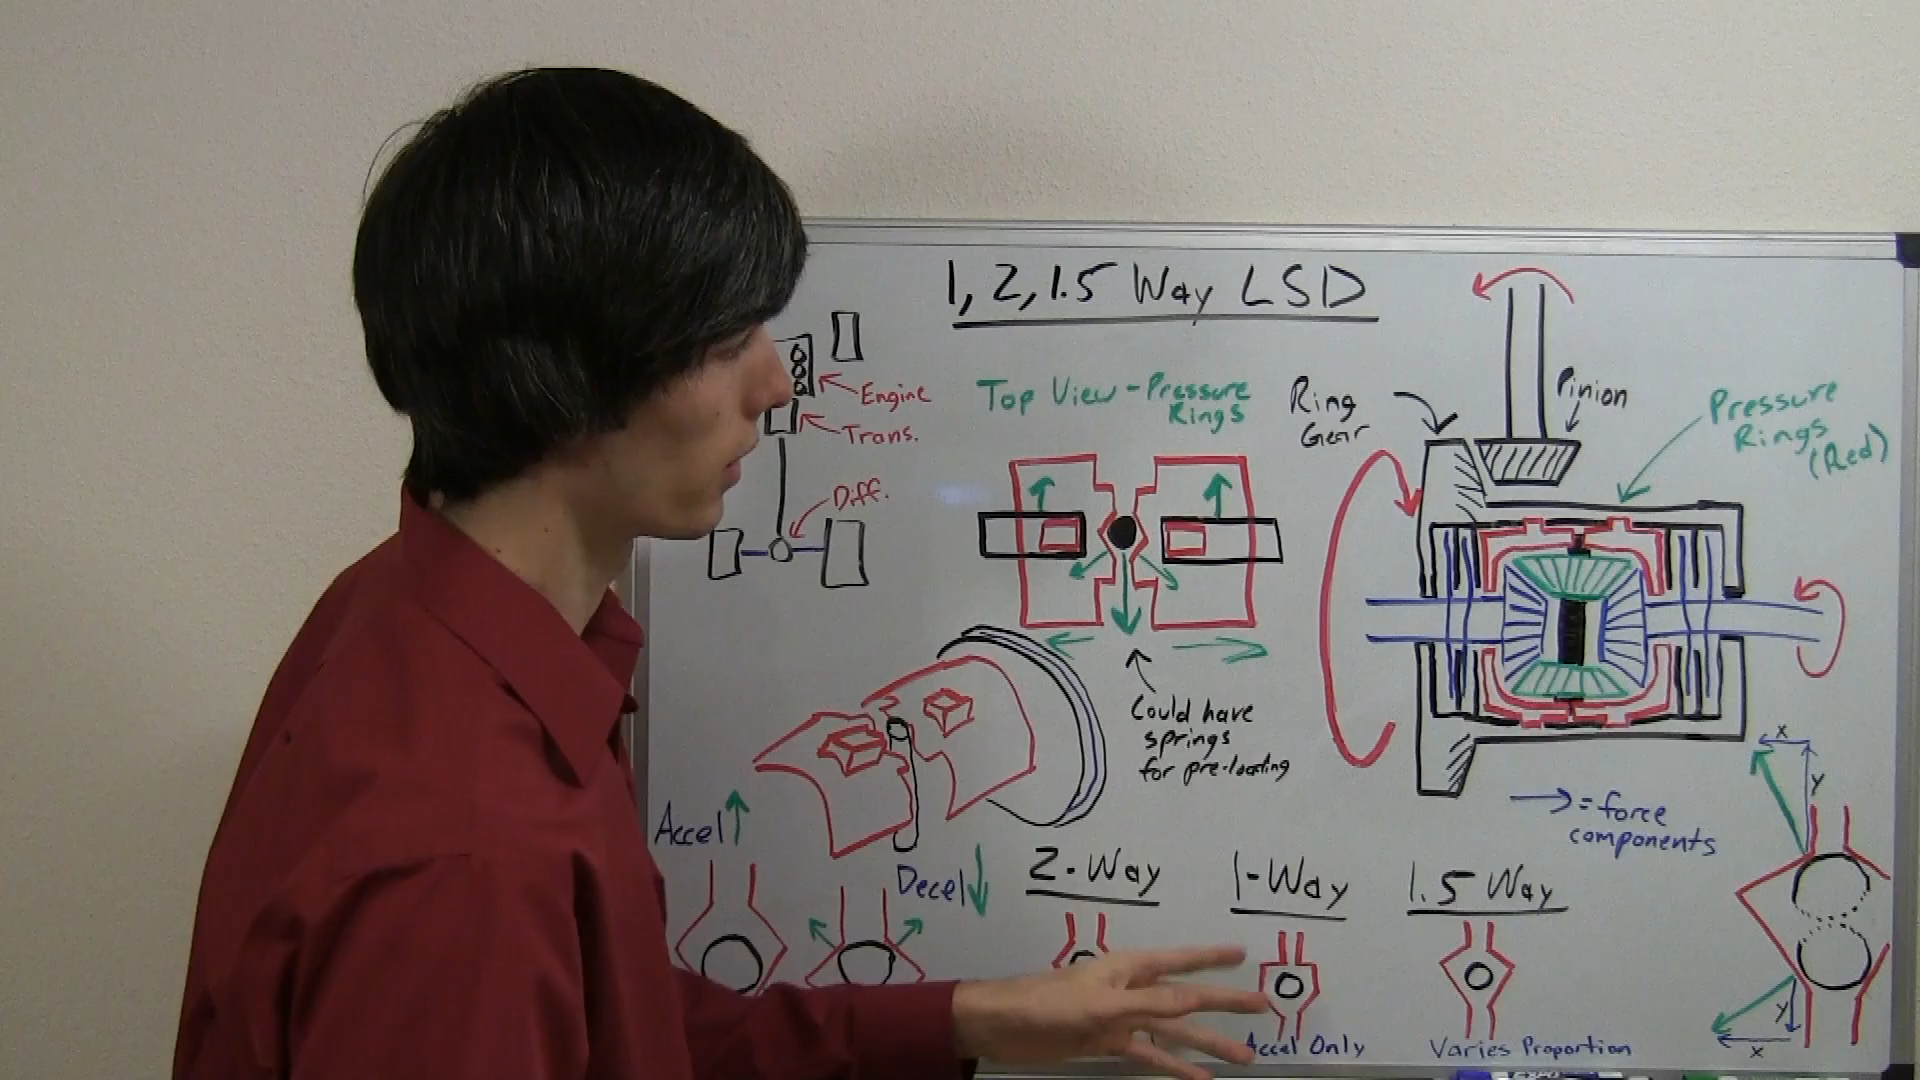 1, 2, 1.5 Way LSD
Engine
Trans.
Diff.
Top View - Pressure
Rings
Ring
Gear
Pinion
Pressure
Rings
(Red)
Could have
springs
for pre-loading
→ = force
components
x
y
Accel ↑
Decel ↓
2-Way
1-Way
1.5 Way
Accel Only
Varies Proportion
y
x